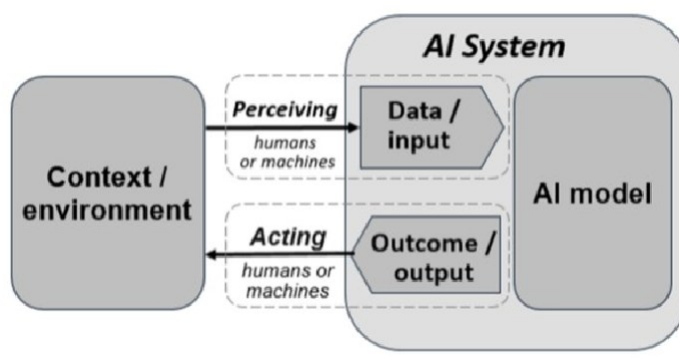 AI System
Context /
environment
Perceiving
humans
or machines
Data /
input
AI model
Acting
humans or
machines
Outcome /
output